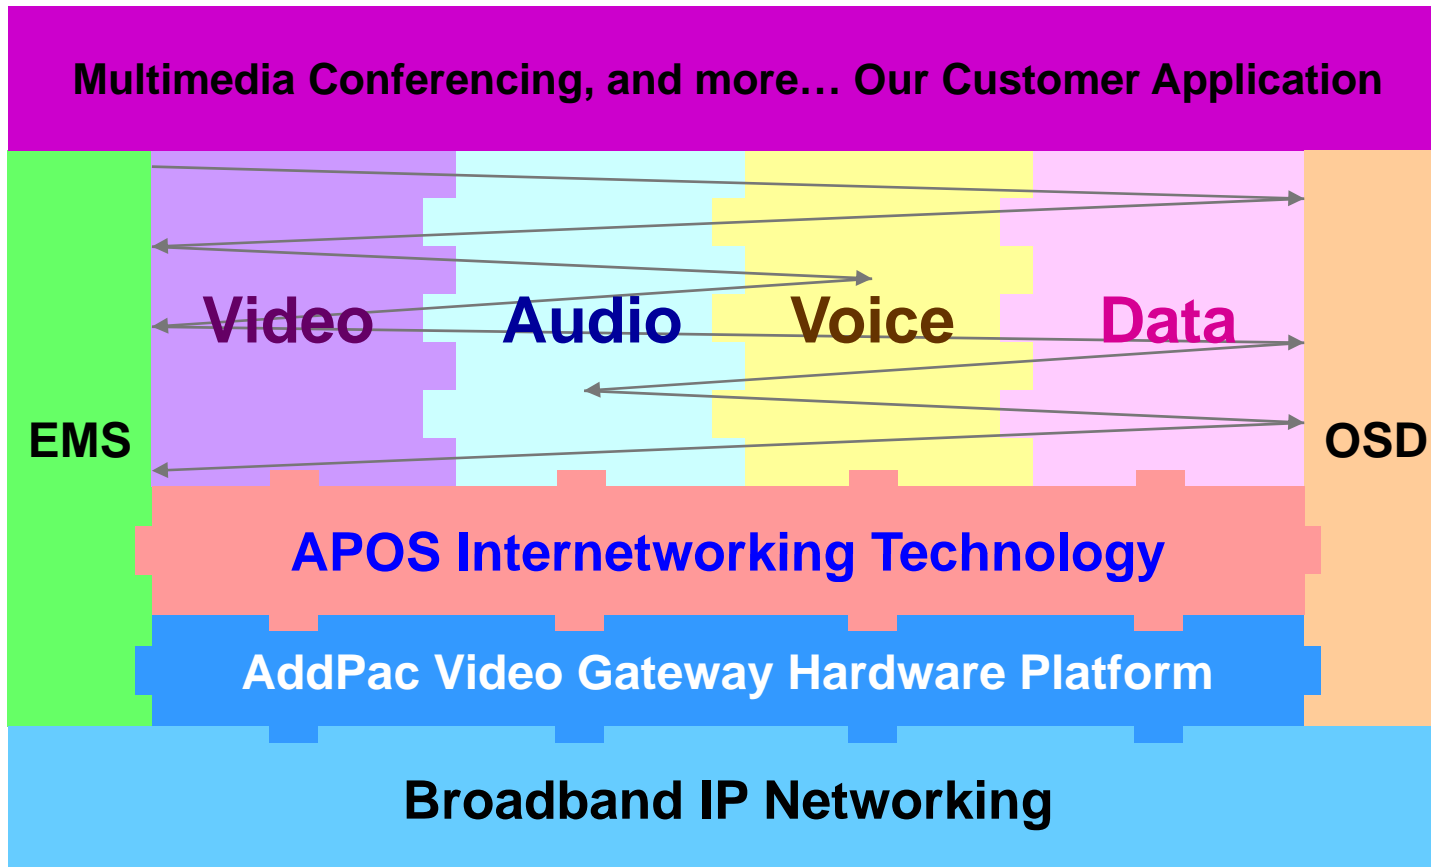 Multimedia Conferencing, and more… Our Customer Application
Video Audio Voice Data
EMS
OSD
APOS Internetworking Technology
AddPac Video Gateway Hardware Platform
Broadband IP Networking